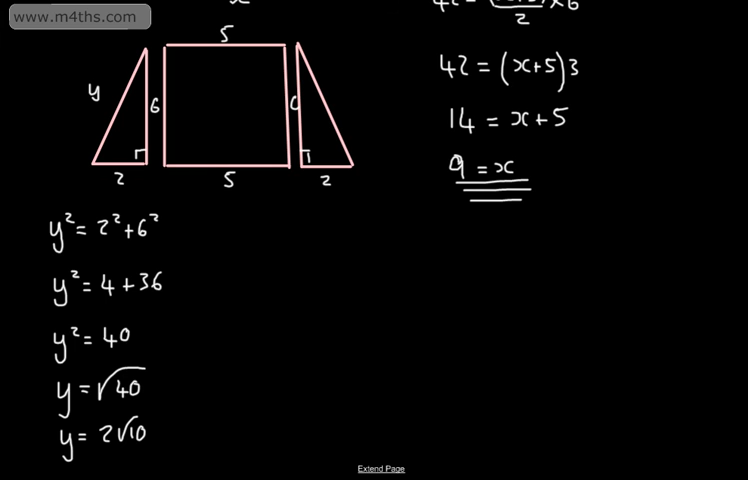 www.m4ths.com
5
y
6
6
2
5
2
y² = 2² + 6²
y² = 4 + 36
y² = 40
y = √40
y = 2√10
42 = (x+5)3
14 = x + 5
9 = x
Extend Page